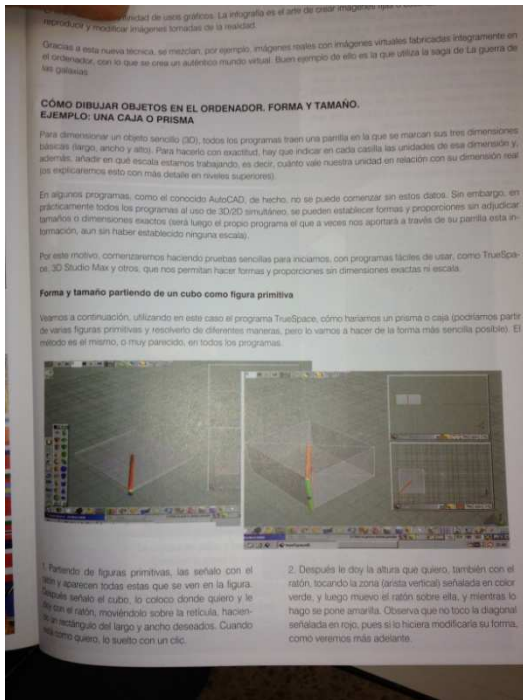 infinidad de usos gráficos. La infografía es el arte de crear imágenes
reproducir y modificar imágenes tomadas de la realidad.
Gracias a esta nueva técnica, se mezclan, por ejemplo, imágenes reales con imágenes virtuales fabricadas íntegramente en
el ordenador, con lo que se crea un auténtico mundo virtual. Buen ejemplo de ello es la que utiliza la saga de La guerra de
las galaxias.
CÓMO DIBUJAR OBJETOS EN EL ORDENADOR. FORMA Y TAMAÑO.
EJEMPLO: UNA CAJA O PRISMA
Para dimensionar un objeto sencillo (3D), todos los programas traen una parrilla en la que se marcan sus tres dimensiones
básicas (largo, ancho y alto). Para hacerlo con exactitud, hay que indicar en cada casilla las unidades de esa dimensión y,
además, añadir en qué escala estamos trabajando, es decir, cuánto vale nuestra unidad en relación con su dimensión real
(os explicaremos esto con más detalle en niveles superiores).
En algunos programas, como el conocido AutoCAD, de hecho, no se puede comenzar sin estos datos. Sin embargo, en
prácticamente todos los programas al uso de 3D/2D simultáneo, se pueden establecer formas y proporciones sin adjudicar
tamaños o dimensiones exactos (será luego el propio programa el que a veces nos aportará a través de su parrilla esta in-
formación, aun sin haber establecido ninguna escala).
Por este motivo, comenzaremos haciendo pruebas sencillas para iniciarnos, con programas fáciles de usar, como TrueSpa-
ce, 3D Studio Max y otros, que nos permitan hacer formas y proporciones sin dimensiones exactas ni escala.
Forma y tamaño partiendo de un cubo como figura primitiva
Veamos a continuación, utilizando en este caso el programa TrueSpace, cómo haríamos un prisma o caja (podríamos partir
de varias figuras primitivas y resolverlo de diferentes maneras, pero lo vamos a hacer de la forma más sencilla posible). El
método es el mismo, o muy parecido, en todos los programas.
1. Partiendo de figuras primitivas, las señalo con el
ratón y aparecen todas estas que se ven en la figura.
Después señalo el cubo, lo coloco donde quiero y le
doy con el ratón, moviéndolo sobre la retícula, hacien-
do un rectángulo del largo y ancho deseados. Cuando
está como quiero, lo suelto con un clic.
2. Después le doy la altura que quiero, también con el
ratón, tocando la zona (arista vertical) señalada en color
verde, y luego muevo el ratón sobre ella, y mientras lo
hago se pone amarilla. Observa que no toco la diagonal
señalada en rojo, pues si lo hiciera modificaría su forma,
como veremos más adelante.